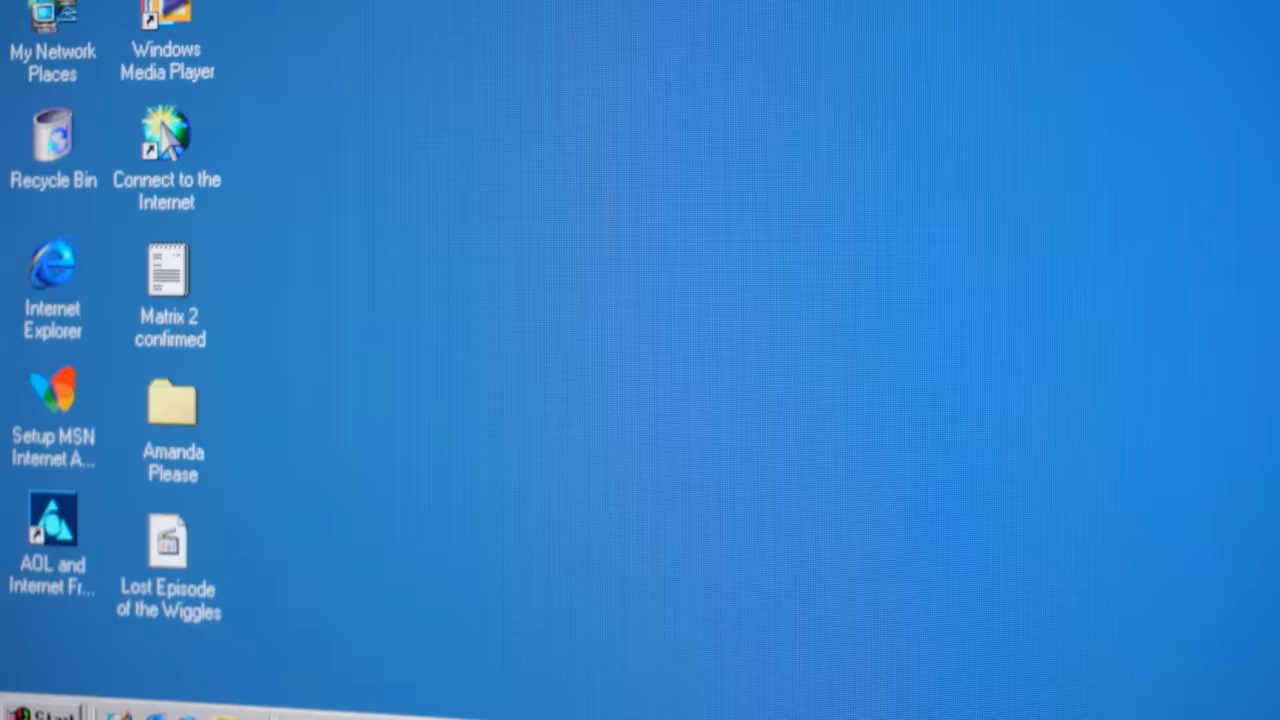 My Network
Places
Windows
Media Player
Recycle Bin
Connect to the
Internet
Internet
Explorer
Matrix 2
confirmed
Setup MSN
Internet A...
Amanda
Please
AOL and
Internet Fr...
Lost Episode
of the Wiggles
Start